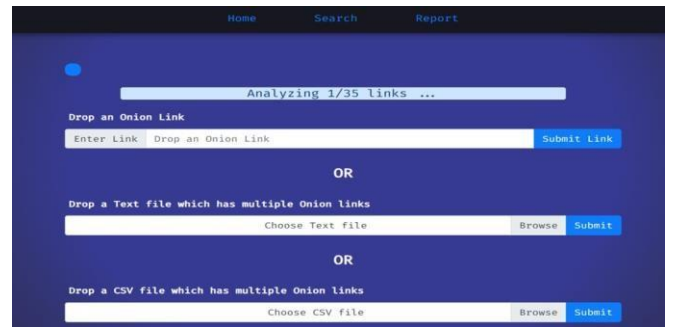 Home Search Report
Analyzing 1/35 links ...
Drop an Onion Link
Enter Link Drop an Onion Link Submit Link
OR
Drop a Text file which has multiple Onion links
Choose Text file Browse Submit
OR
Drop a CSV file which has multiple Onion links
Choose CSV file Browse Submit